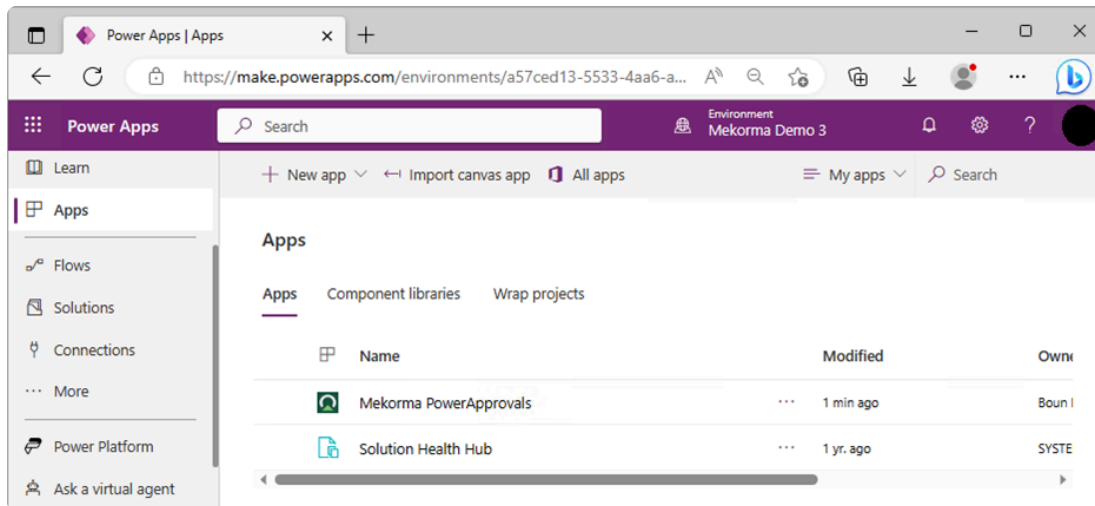 Power Apps | Apps
https://make.powerapps.com/environments/a57ced13-5533-4aa6-a...
Power Apps
Search
Environment
Mekorma Demo 3
?
Learn
Apps
Flows
Solutions
Connections
More
Power Platform
Ask a virtual agent
New app
Import canvas app
All apps
My apps
Search
Apps
Apps Component libraries Wrap projects
Name Modified Owne
Mekorma PowerApprovals ... 1 min ago Boun
Solution Health Hub ... 1 yr. ago SYSTE